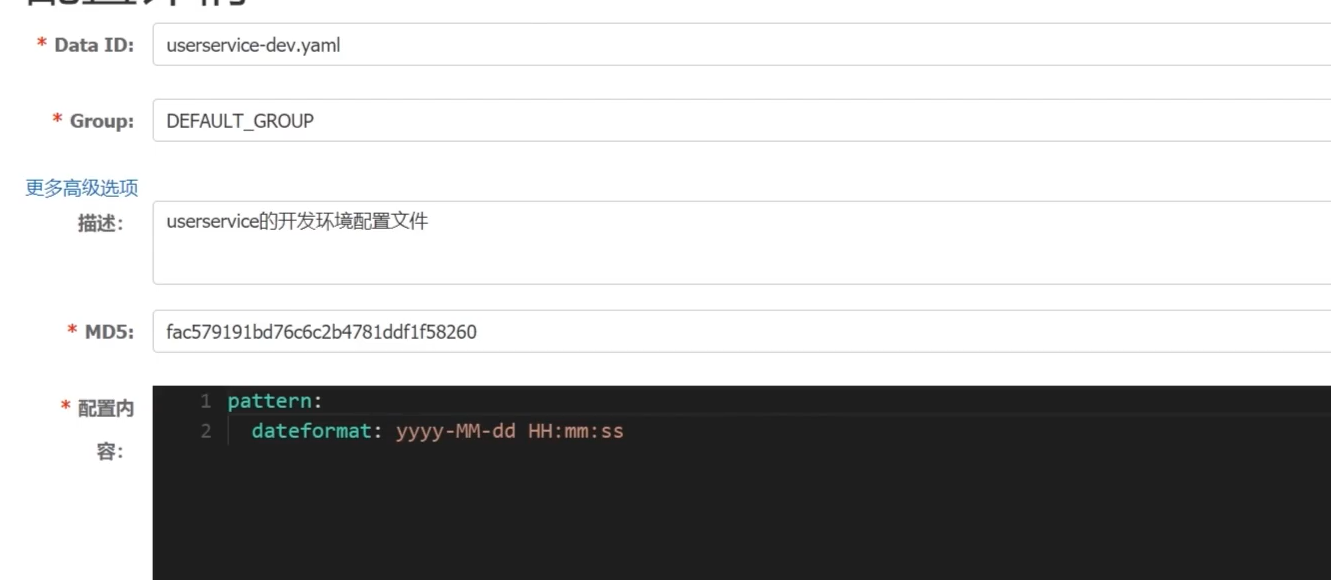 * Data ID: userservice-dev.yaml
* Group: DEFAULT_GROUP
更多高级选项
描述: userservice的开发环境配置文件
* MD5: fac579191bd76c6c2b4781ddf1f58260
* 配置内容:
1 pattern:
2 dateformat: yyyy-MM-dd HH:mm:ss